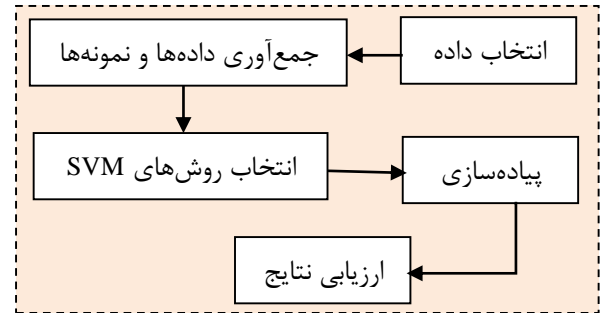 انتخاب داده
جمع‌آوری داده‌ها و نمونه‌ها
انتخاب روش‌های SVM
پیاده‌سازی
ارزیابی نتایج